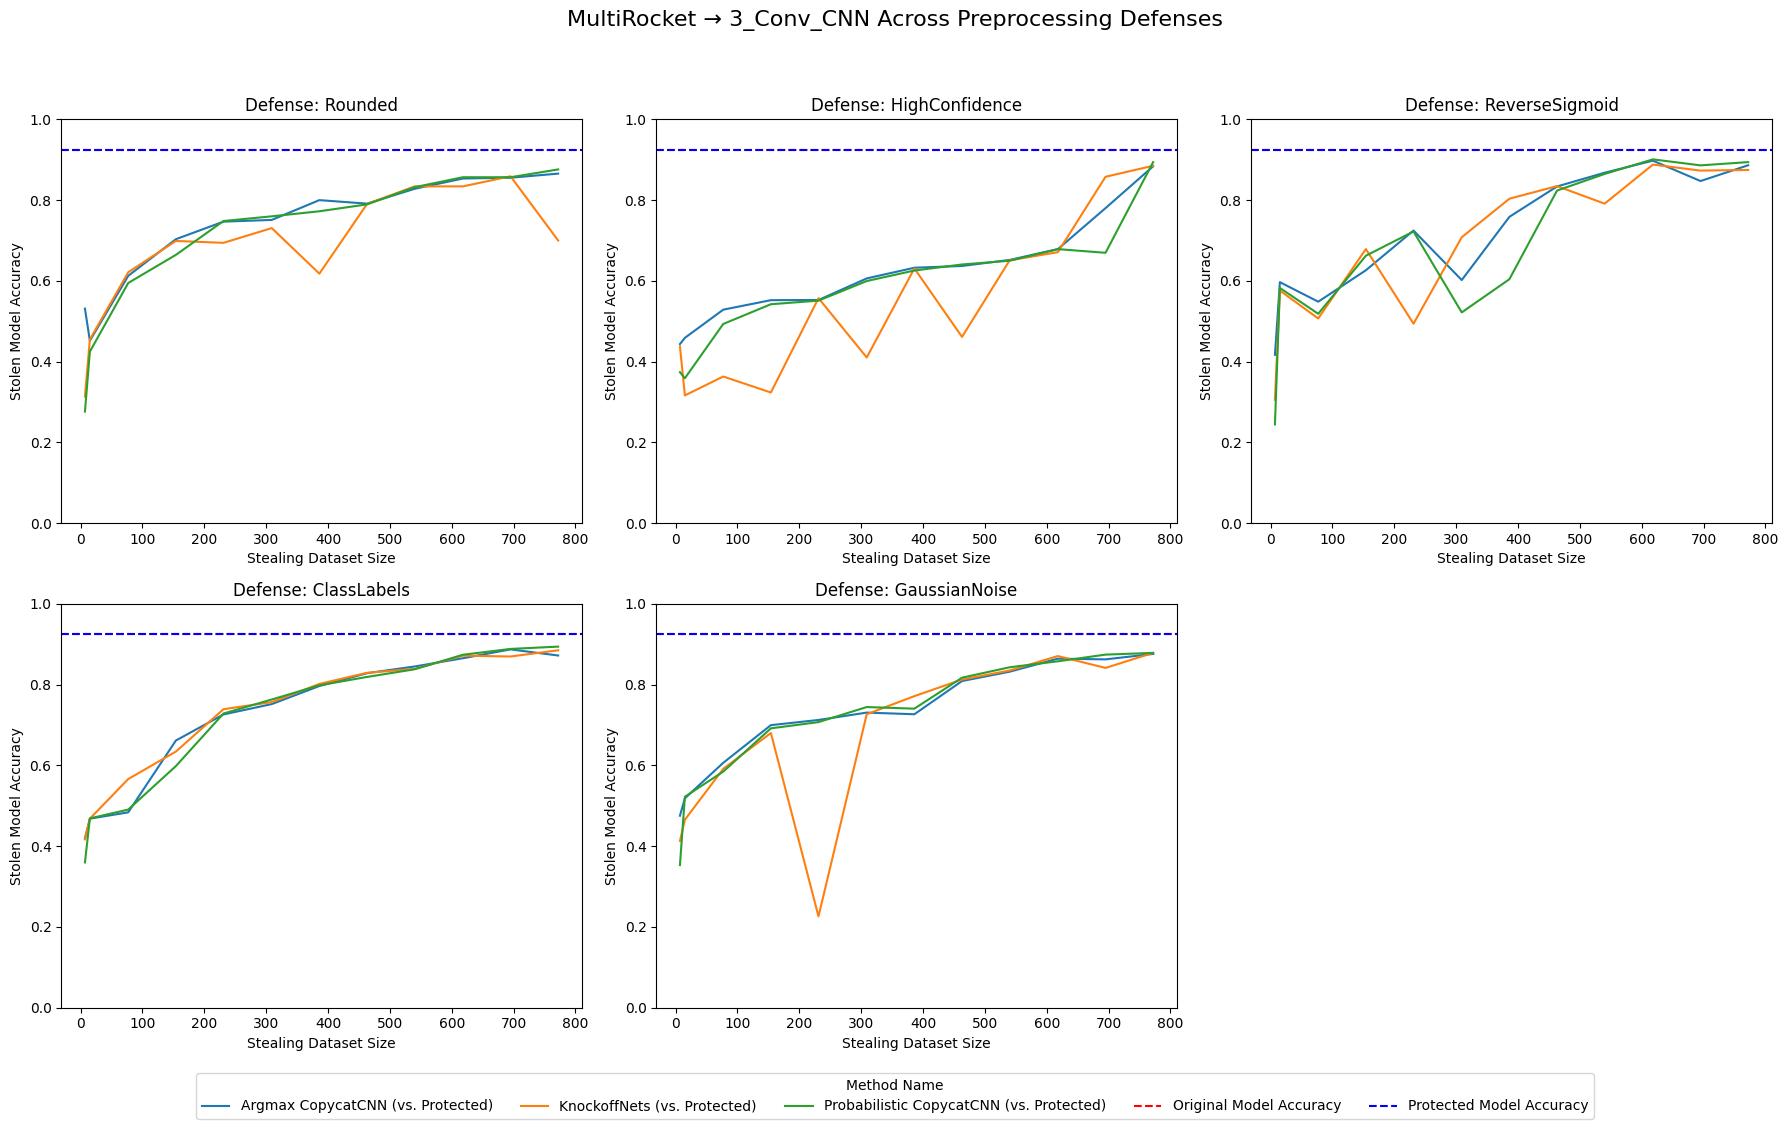 MultiRocket → 3_Conv_CNN Across Preprocessing Defenses
Defense: Rounded
1.0
0.8
0.6
0.4
0.2
0.0
Stolen Model Accuracy
0 100 200 300 400 500 600 700 800
Stealing Dataset Size
Defense: HighConfidence
1.0
0.8
0.6
0.4
0.2
0.0
Stolen Model Accuracy
0 100 200 300 400 500 600 700 800
Stealing Dataset Size
Defense: ReverseSigmoid
1.0
0.8
0.6
0.4
0.2
0.0
Stolen Model Accuracy
0 100 200 300 400 500 600 700 800
Stealing Dataset Size
Defense: ClassLabels
1.0
0.8
0.6
0.4
0.2
0.0
Stolen Model Accuracy
0 100 200 300 400 500 600 700 800
Stealing Dataset Size
Defense: GaussianNoise
1.0
0.8
0.6
0.4
0.2
0.0
Stolen Model Accuracy
0 100 200 300 400 500 600 700 800
Stealing Dataset Size
Method Name
Argmax CopycatCNN (vs. Protected) KnockoffNets (vs. Protected) Probabilistic CopycatCNN (vs. Protected) Original Model Accuracy Protected Model Accuracy